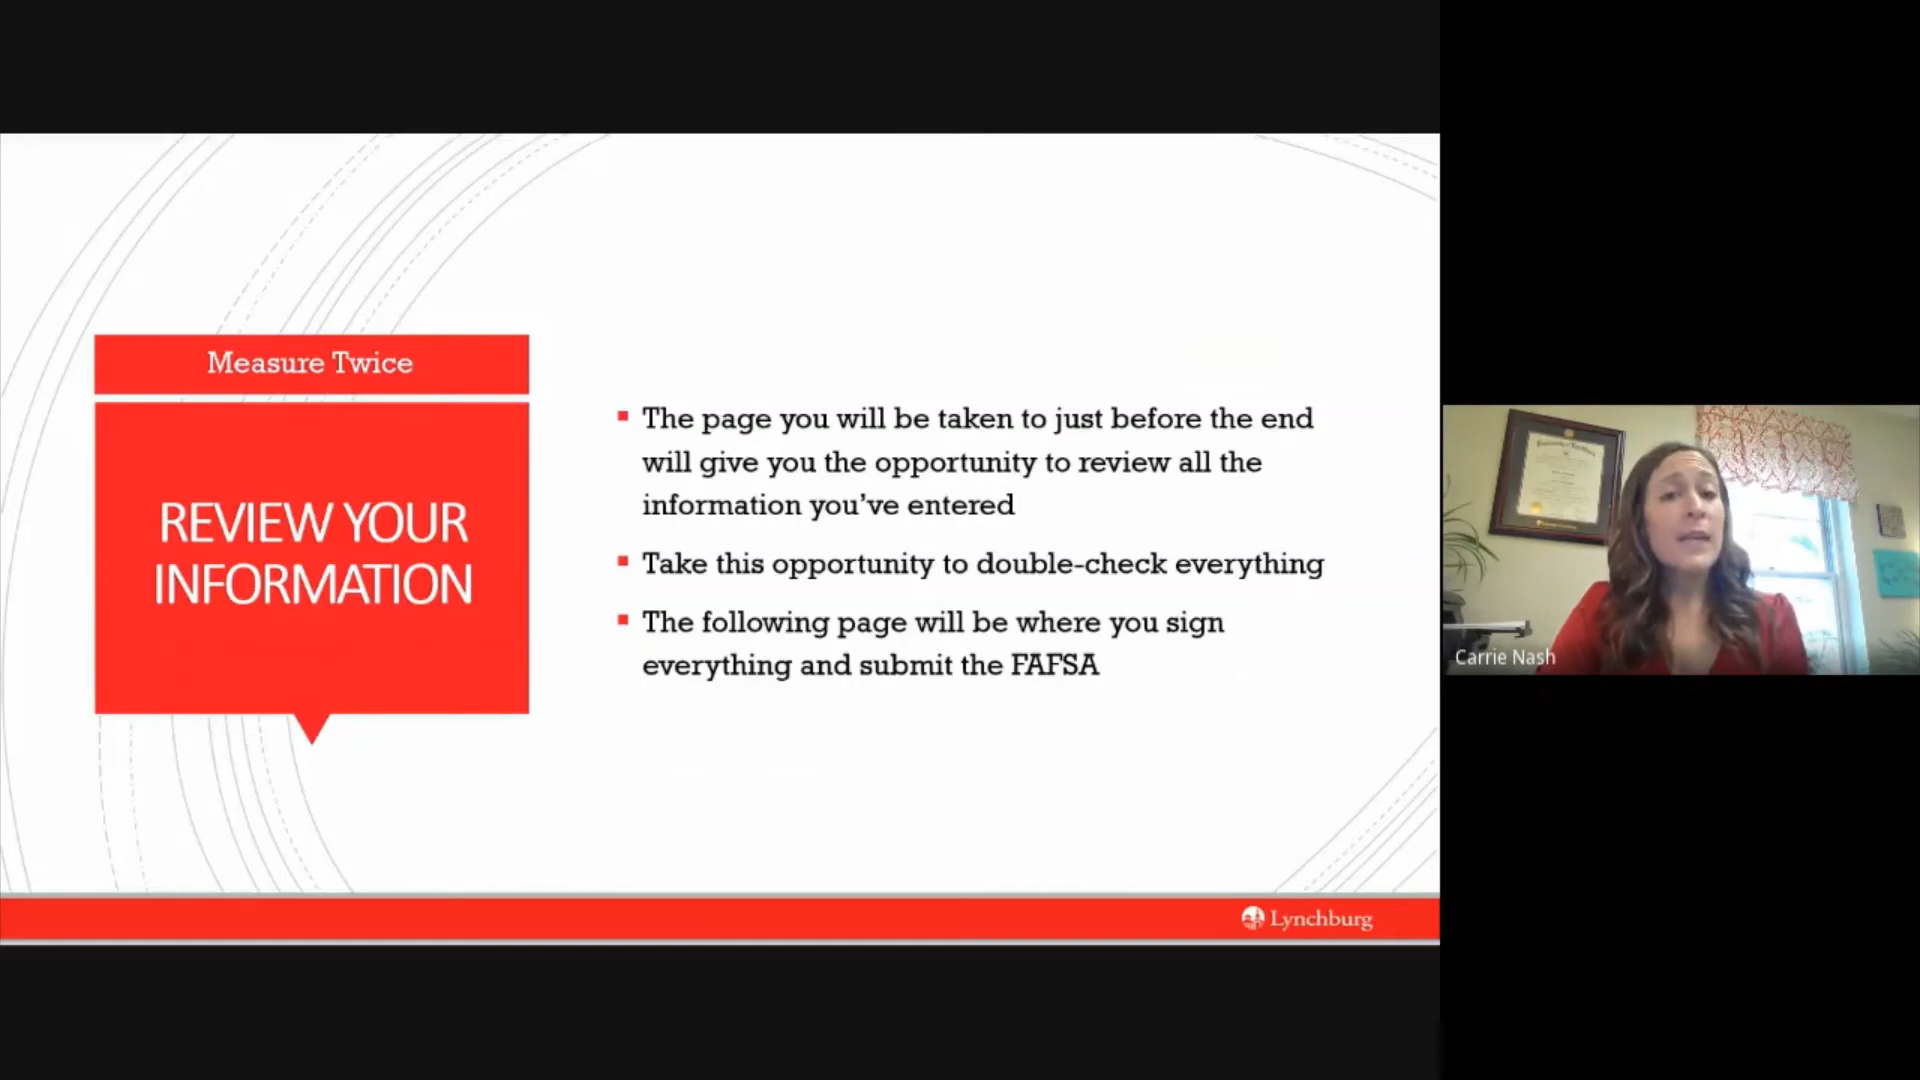 Measure Twice
REVIEW YOUR
INFORMATION
The page you will be taken to just before the end
will give you the opportunity to review all the
information you've entered
Take this opportunity to double-check everything
The following page will be where you sign
everything and submit the FAFSA
Lynchburg
Carrie Nash